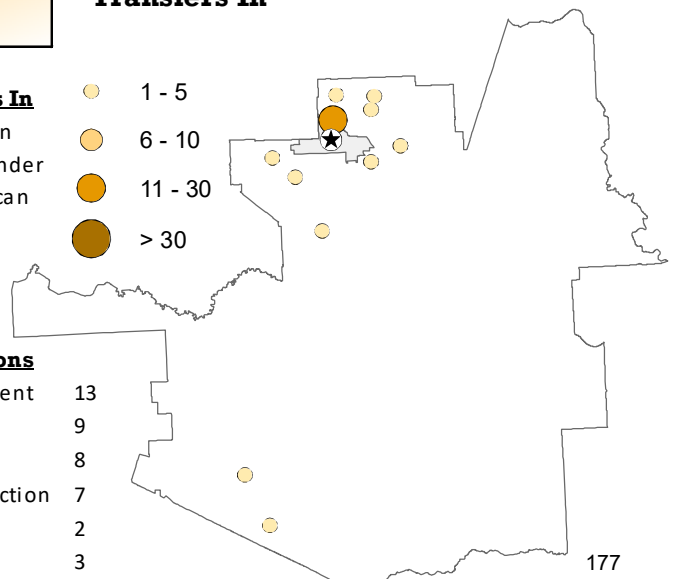 Transfers In
s In
1 - 5
n
6 - 10
nder
can
11 - 30
> 30
ons
ent 13
9
8
ction 7
2
3
177